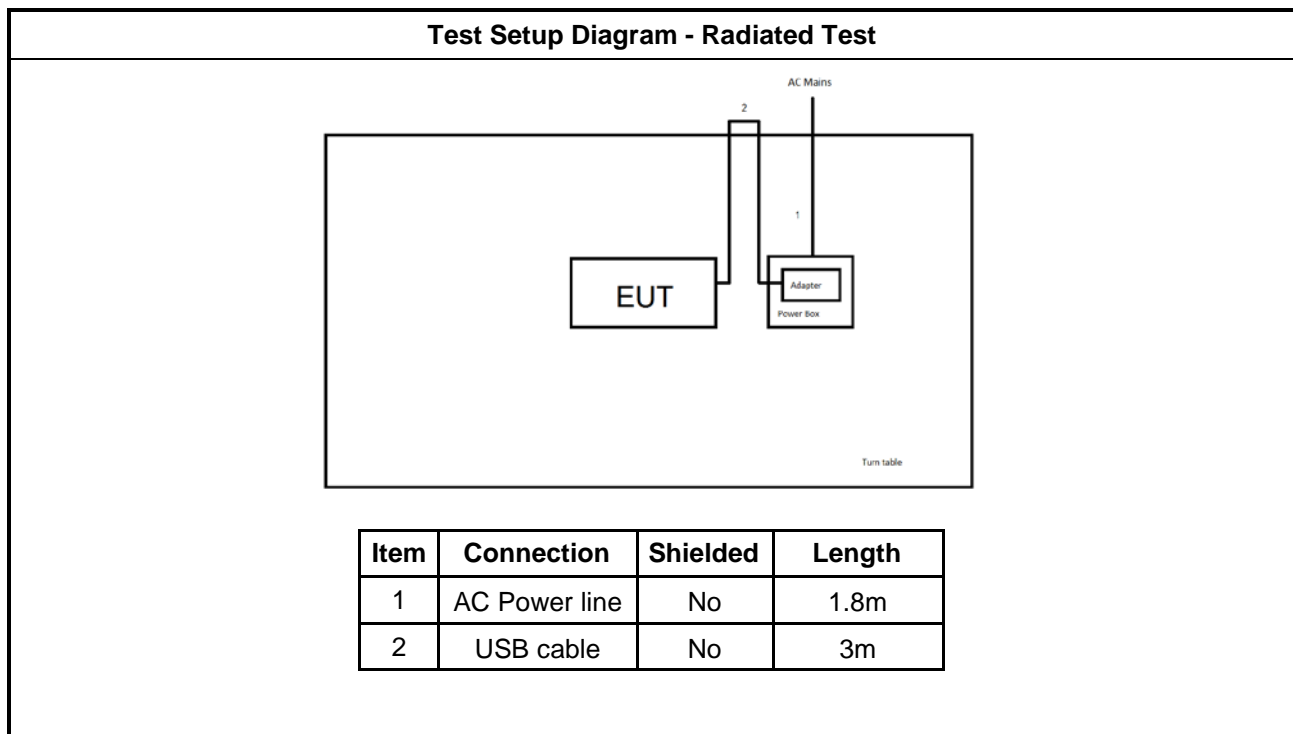 Test Setup Diagram - Radiated Test
AC Mains
2
1
EUT
Adapter
Power Box
Turn table
Item Connection Shielded Length
1 AC Power line No 1.8m
2 USB cable No 3m